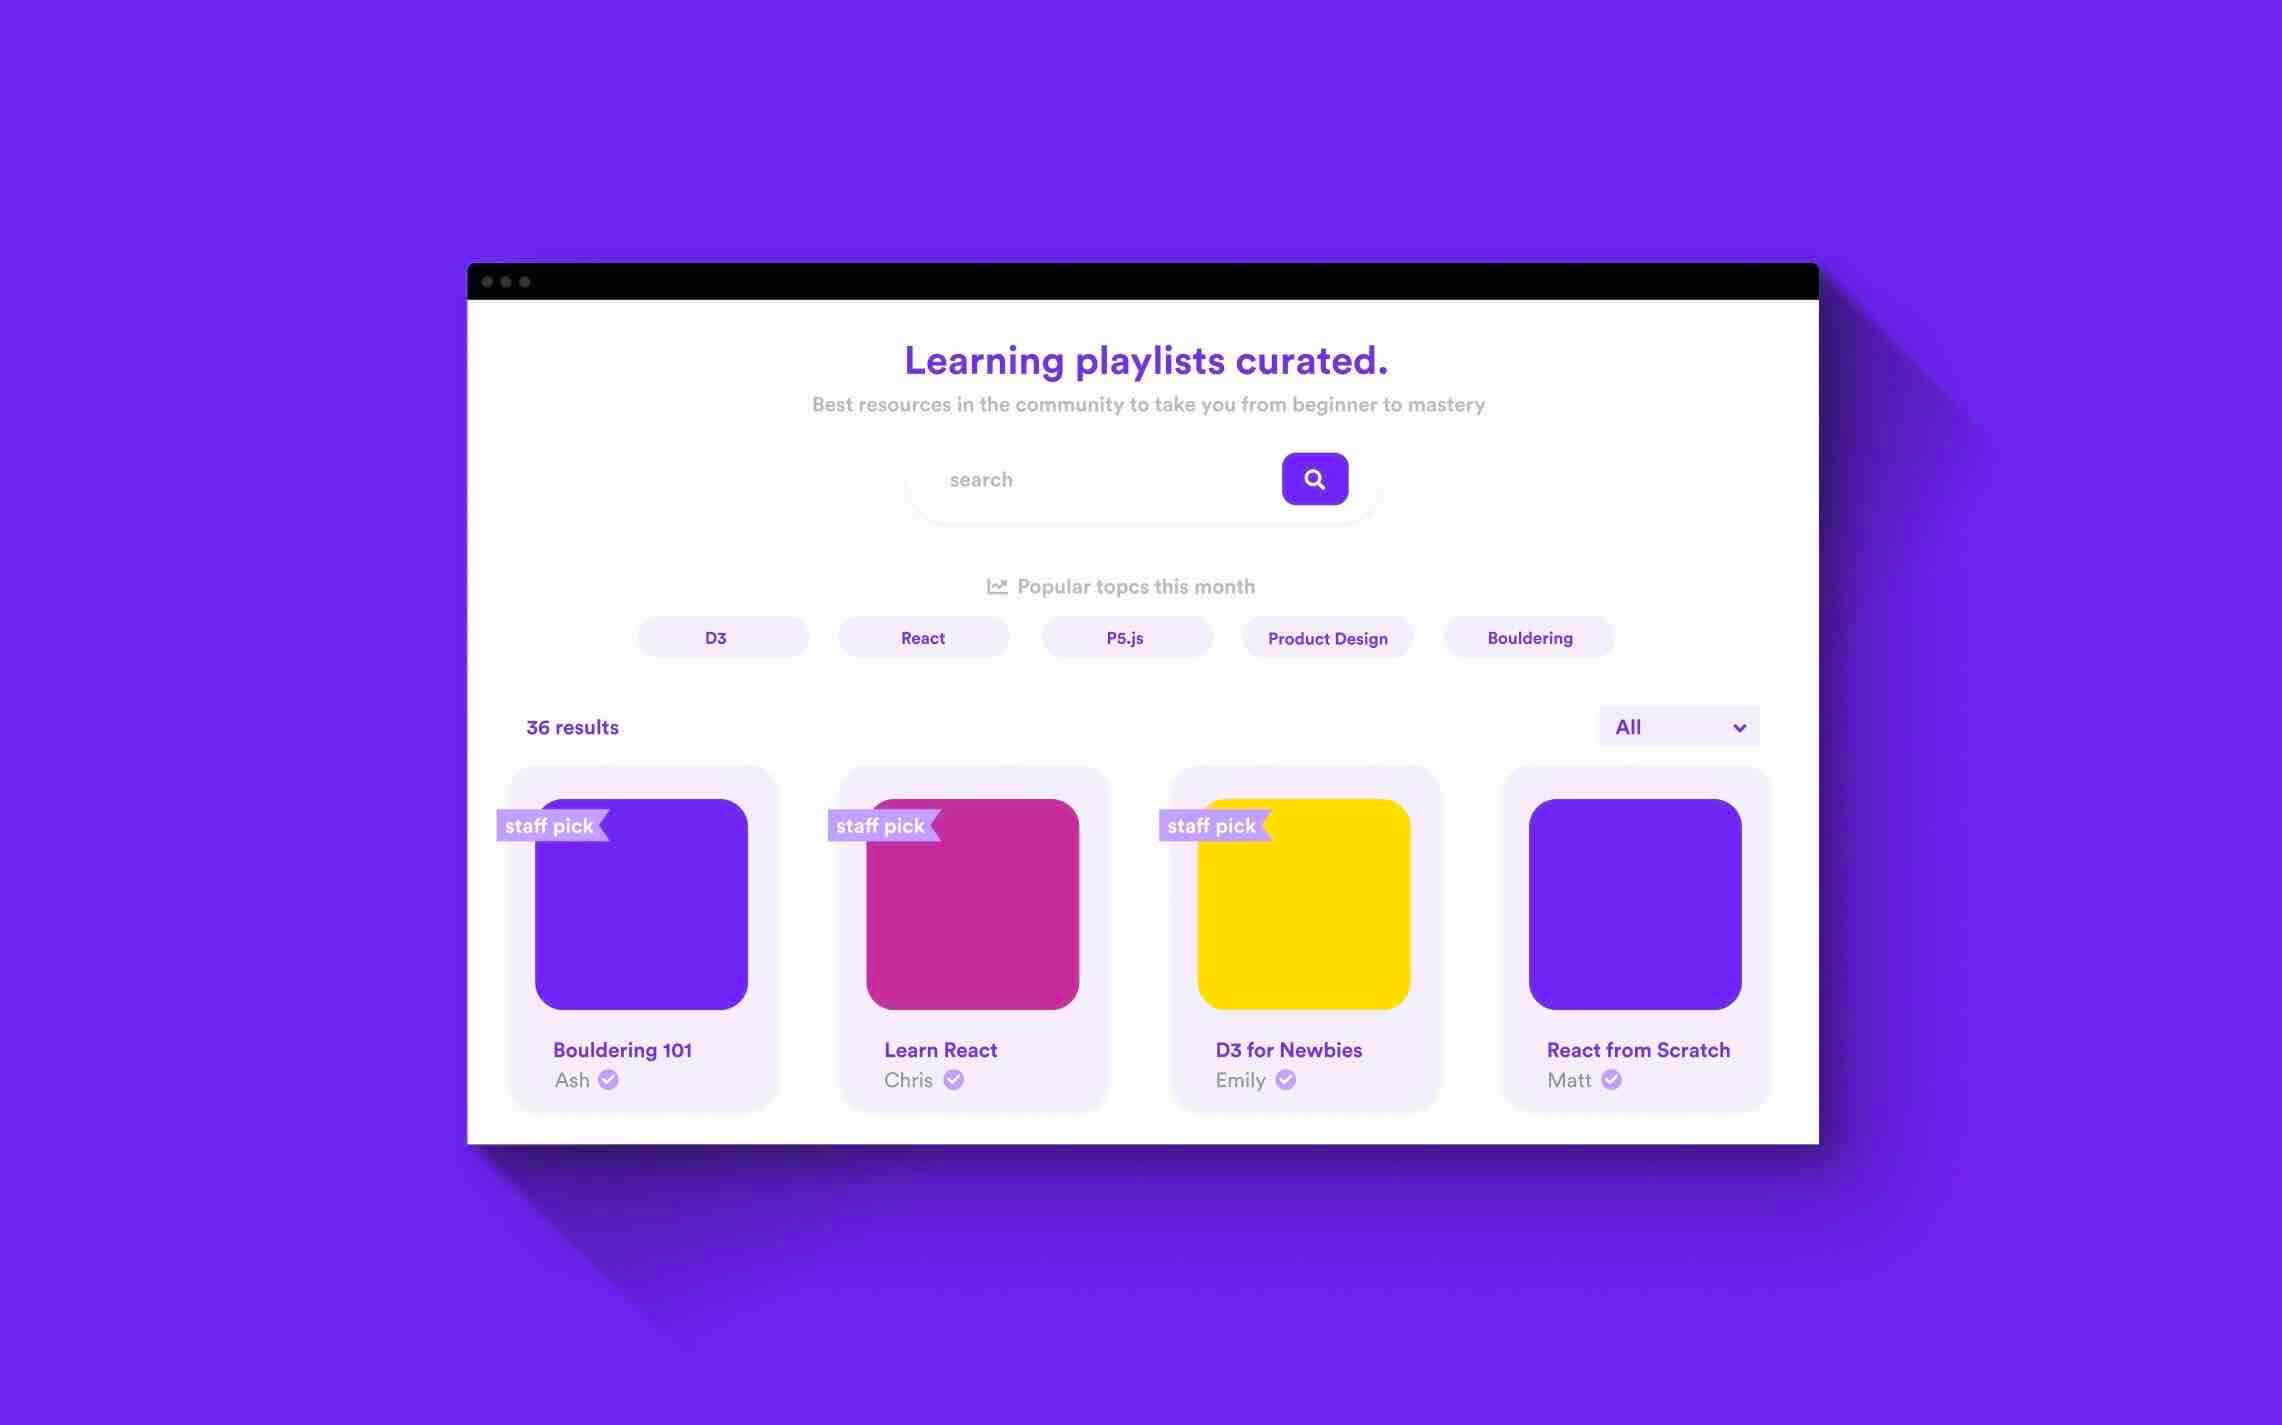 Learning playlists curated.
Best resources in the community to take you from beginner to mastery
search
Popular topcs this month
D3
React
P5.js
Product Design
Bouldering
36 results
All
staff pick
staff pick
staff pick
Bouldering 101
Learn React
D3 for Newbies
React from Scratch
Ash
Chris
Emily
Matt